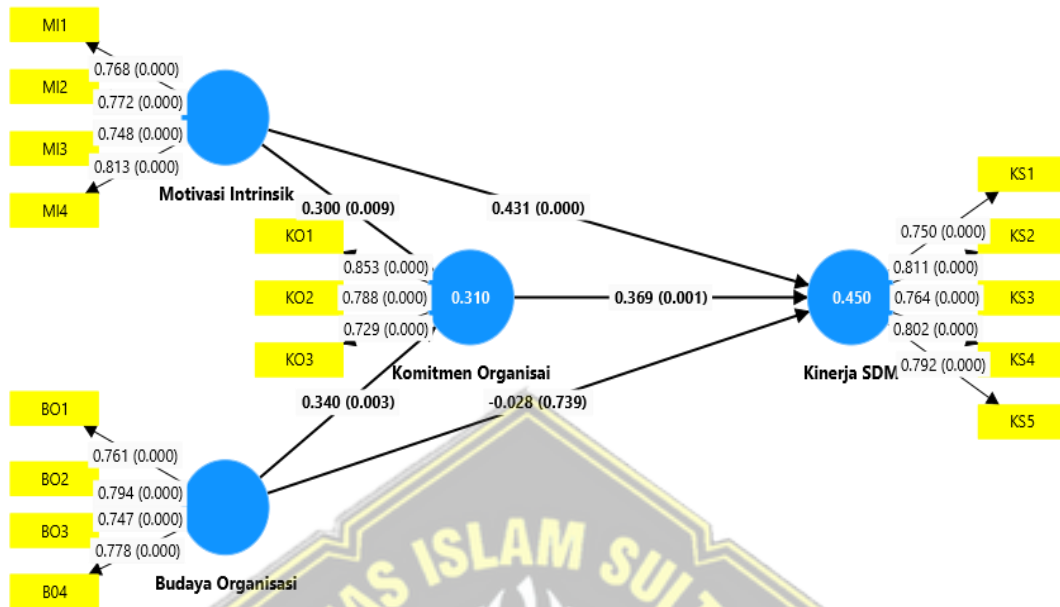 MI1
0.768 (0.000)
MI2
0.772 (0.000)
MI3
0.748 (0.000)
0.813 (0.000)
MI4
Motivasi Intrinsik
0.300 (0.009)
0.431 (0.000)
KO1
0.853 (0.000)
KO2
0.788 (0.000)
0.729 (0.000)
KO3
0.310
Komitmen Organisai
0.369 (0.001)
0.340 (0.003)
-0.028 (0.739)
KS1
0.750 (0.000)
KS2
0.811 (0.000)
KS3
0.764 (0.000)
0.802 (0.000)
KS4
0.792 (0.000)
KS5
0.450
Kinerja SDM
BO1
0.761 (0.000)
BO2
0.794 (0.000)
BO3
0.747 (0.000)
0.778 (0.000)
B04
Budaya Organisasi
ISLAM